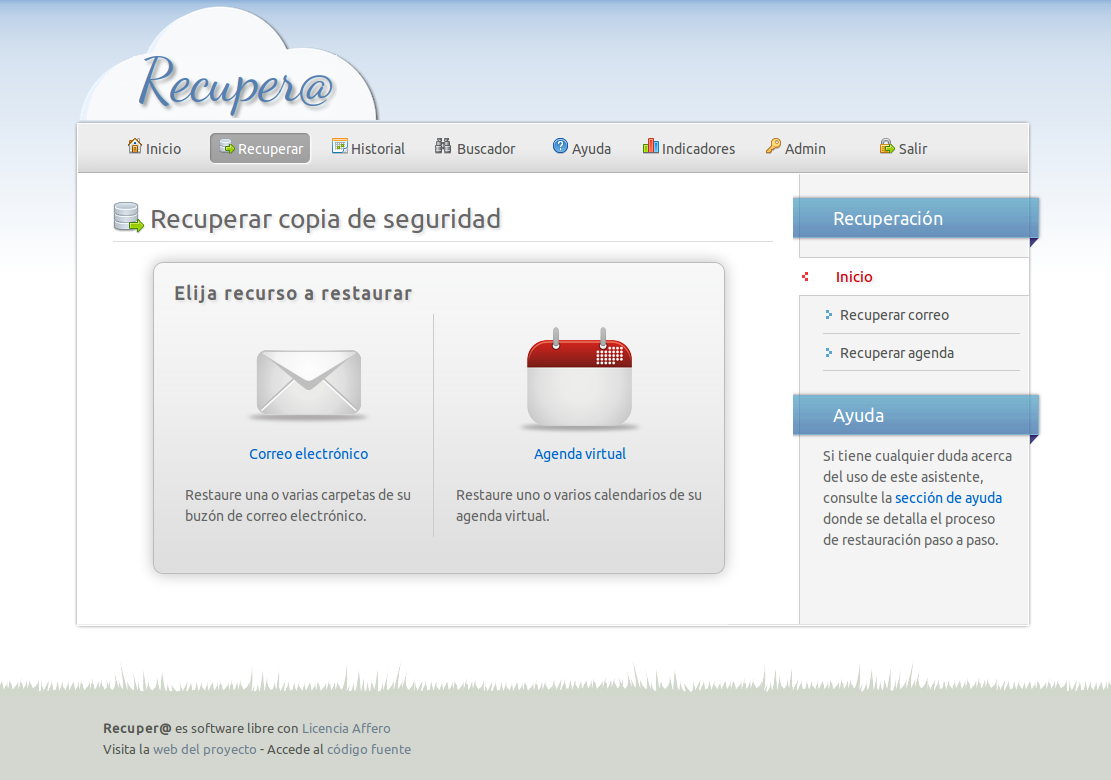 Recuper@
Inicio
Recuperar
Historial
Buscador
Ayuda
Indicadores
Admin
Salir
Recuperar copia de seguridad
Elija recurso a restaurar
Correo electrónico
Restaure una o varias carpetas de su
buzón de correo electrónico.
Agenda virtual
Restaure uno o varios calendarios de su
agenda virtual.
Recuperación
Inicio
Recuperar correo
Recuperar agenda
Ayuda
Si tiene cualquier duda acerca
del uso de este asistente,
consulte la sección de ayuda
donde se detalla el proceso
de restauración paso a paso.
Recuper@ es software libre con Licencia Affero
Visita la web del proyecto - Accede al código fuente